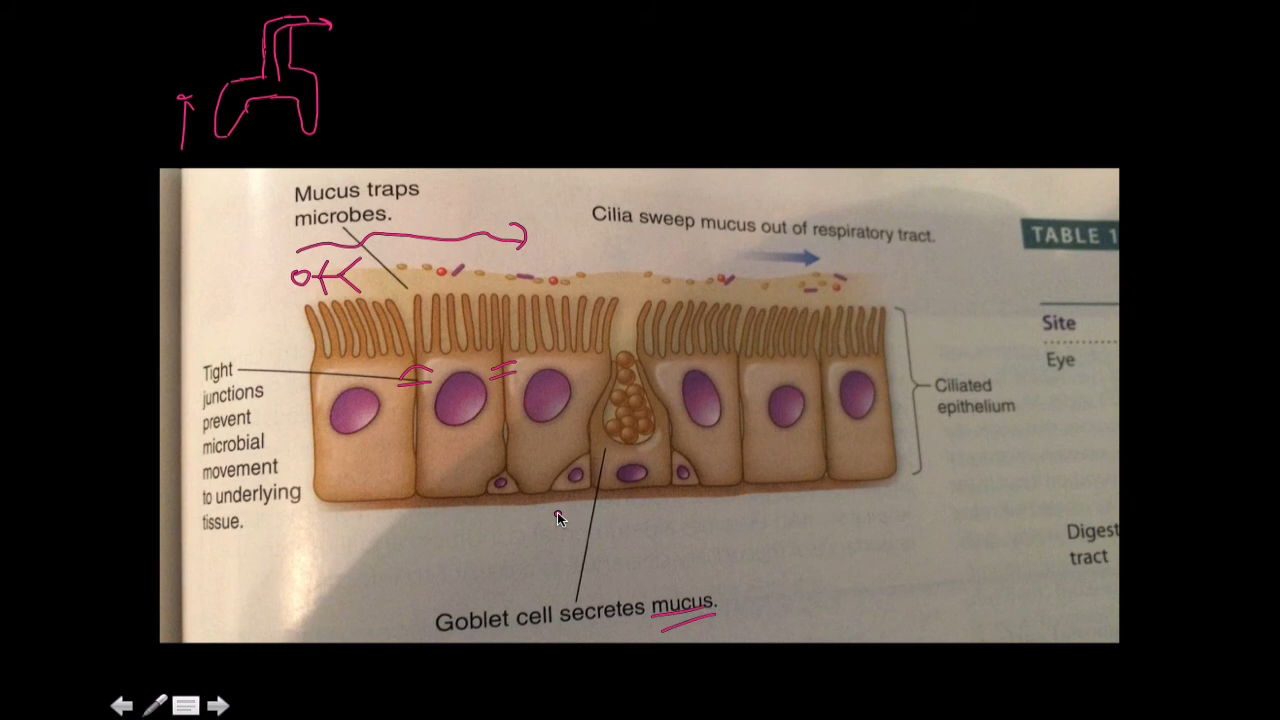 Mucus traps
microbes.
Cilia sweep mucus out of respiratory tract.
TABLE 1
Site
Eye
Tight
junctions
prevent
microbial
movement
to underlying
tissue.
Ciliated
epithelium
Digest
tract
Goblet cell secretes mucus.